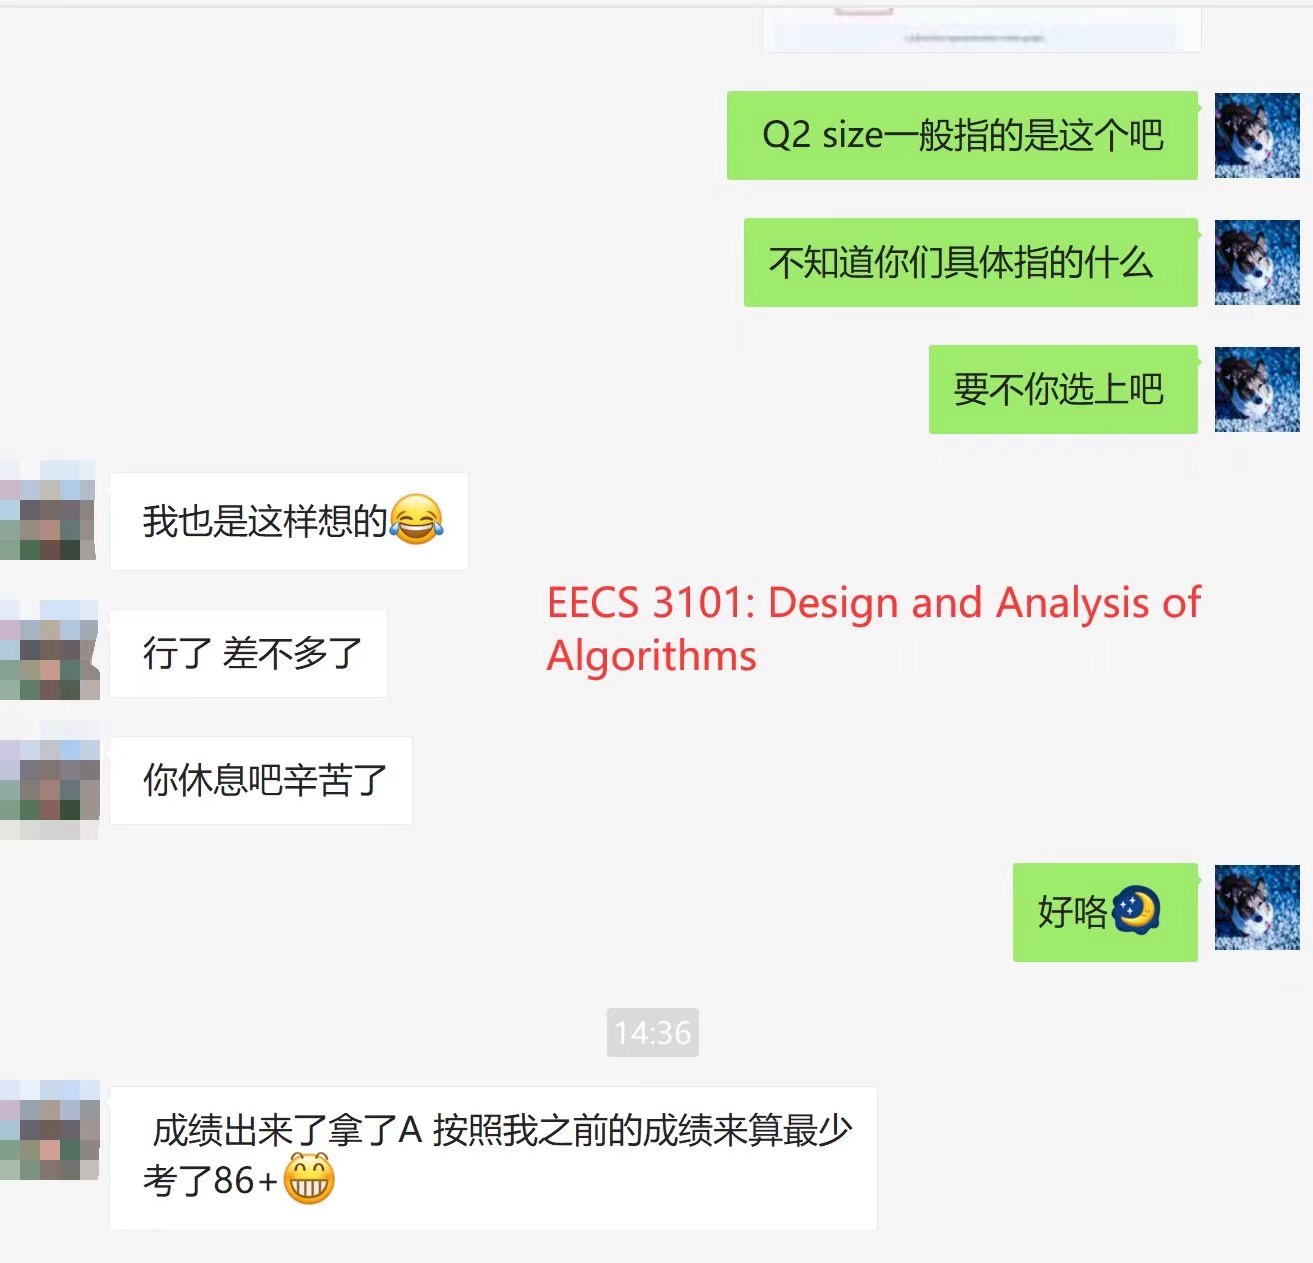 Q2 size一般指的是这个吧
不知道你们具体指的什么
要不你选上吧
我也是这样想的😂
EECS 3101: Design and Analysis of
Algorithms
行了 差不多了
你休息吧辛苦了
好咯🌙
14:36
成绩出来了拿了A 按照我之前的成绩来算最少
考了86+😁